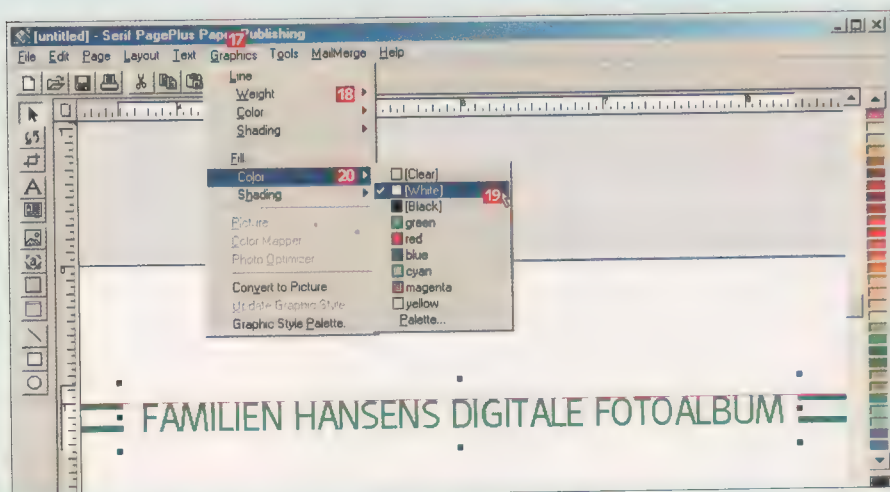 [untitled] - Serif PagePlus Paper Publishing
17
File Edit Page Layout Text Graphics Tools MailMerge Help
Line
Weight 18
Color
Shading
Fill
Color 20
Shading
Picture
Color Mapper
Photo Optimizer
Convert to Picture
Update Graphic Style
Graphic Style Palette.
[Clear]
[White] 19
[Black]
green
red
blue
cyan
magenta
yellow
Palette...
FAMILIEN HANSENS DIGITALE FOTOALBUM